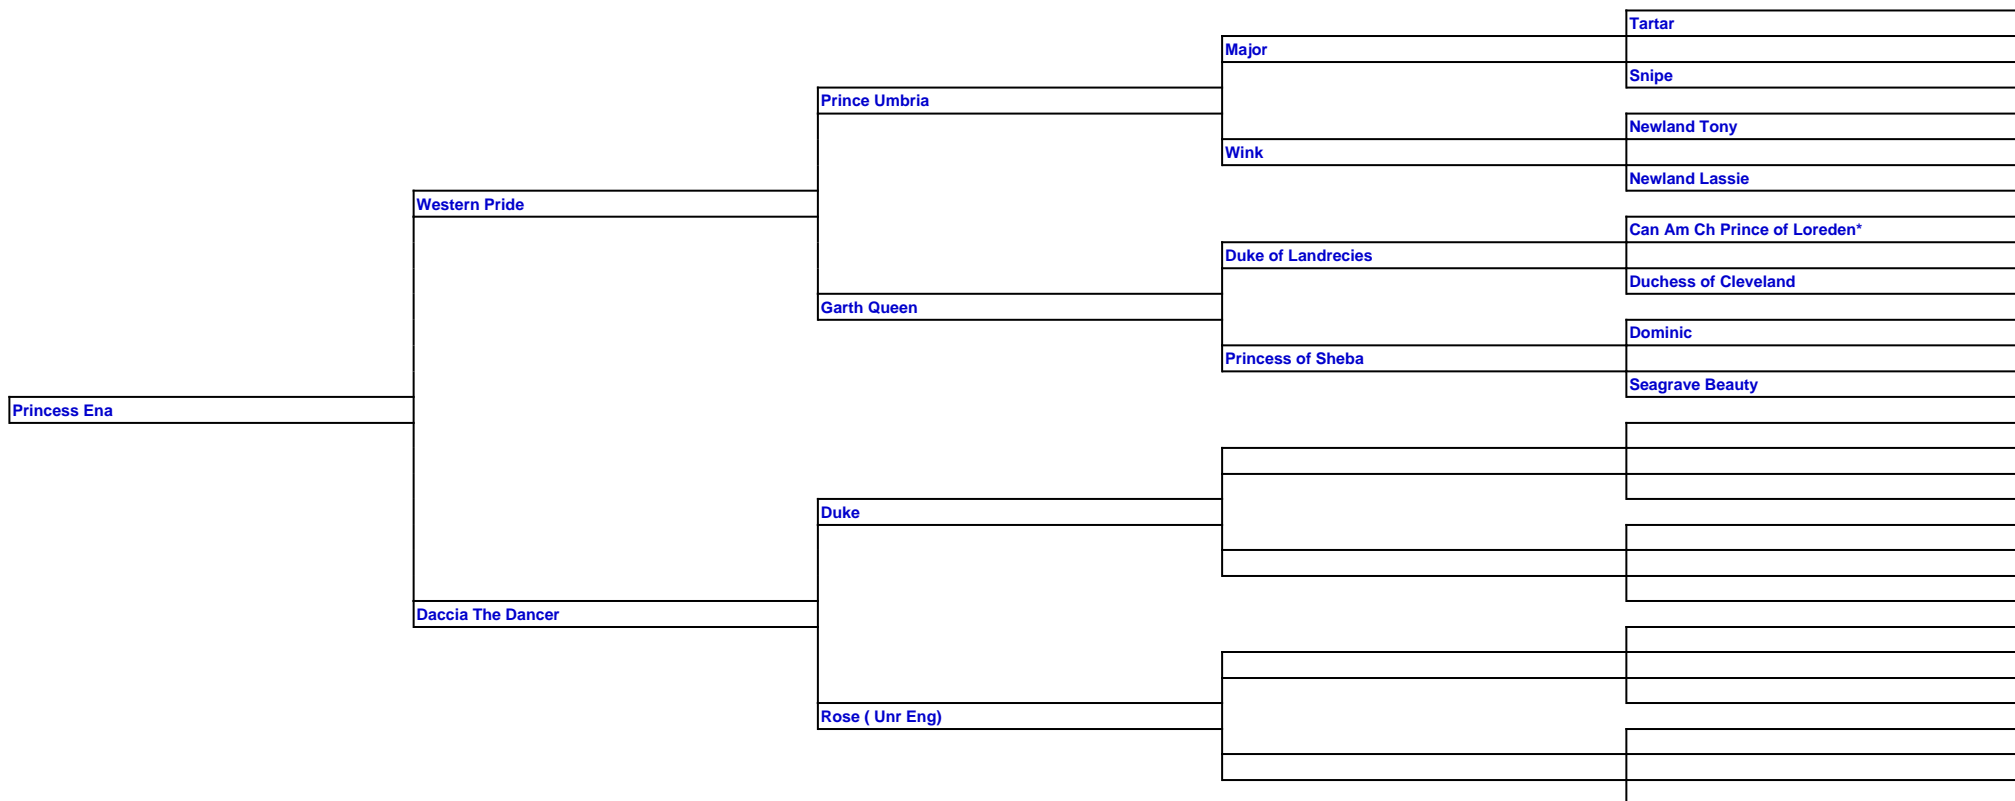 Tartar
Major
Snipe
Prince Umbria
Newland Tony
Wink
Newland Lassie
Western Pride
Can Am Ch Prince of Loreden*
Duke of Landrecies
Duchess of Cleveland
Garth Queen
Dominic
Princess of Sheba
Seagrave Beauty
Princess Ena
Duke
Daccia The Dancer
Rose ( Unr Eng)